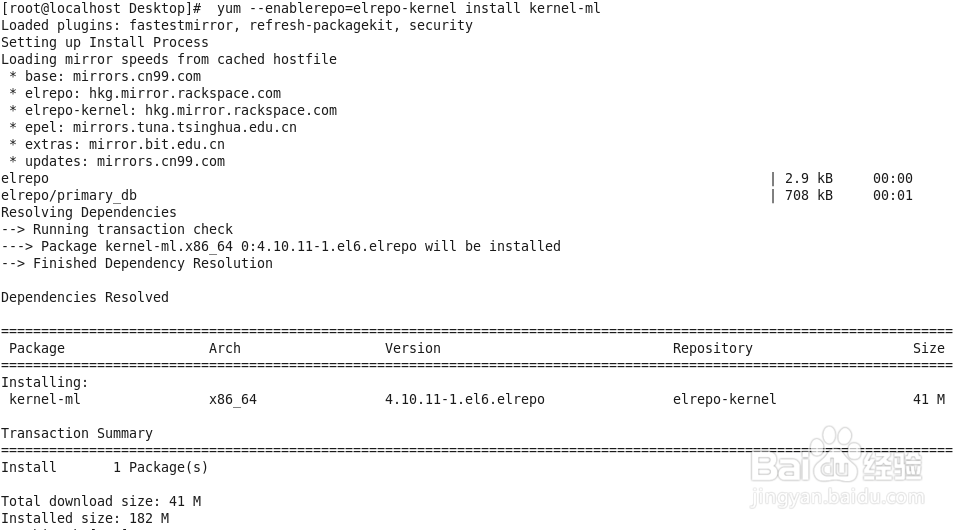 [root@localhost Desktop]#  yum --enablerepo=elrepo-kernel install kernel-ml
Loaded plugins: fastestmirror, refresh-packagekit, security
Setting up Install Process
Loading mirror speeds from cached hostfile
 * base: mirrors.cn99.com
 * elrepo: hkg.mirror.rackspace.com
 * elrepo-kernel: hkg.mirror.rackspace.com
 * epel: mirrors.tuna.tsinghua.edu.cn
 * extras: mirror.bit.edu.cn
 * updates: mirrors.cn99.com
elrepo | 2.9 kB 00:00
elrepo/primary_db | 708 kB 00:01
Resolving Dependencies
--> Running transaction check
---> Package kernel-ml.x86_64 0:4.10.11-1.el6.elrepo will be installed
--> Finished Dependency Resolution
Dependencies Resolved
================================================================================
 Package Arch Version Repository Size
================================================================================
Installing:
 kernel-ml x86_64 4.10.11-1.el6.elrepo elrepo-kernel 41 M
Transaction Summary
================================================================================
Install 1 Package(s)
Total download size: 41 M
Installed size: 182 M
Baidu 经验
jingyan.baidu.com